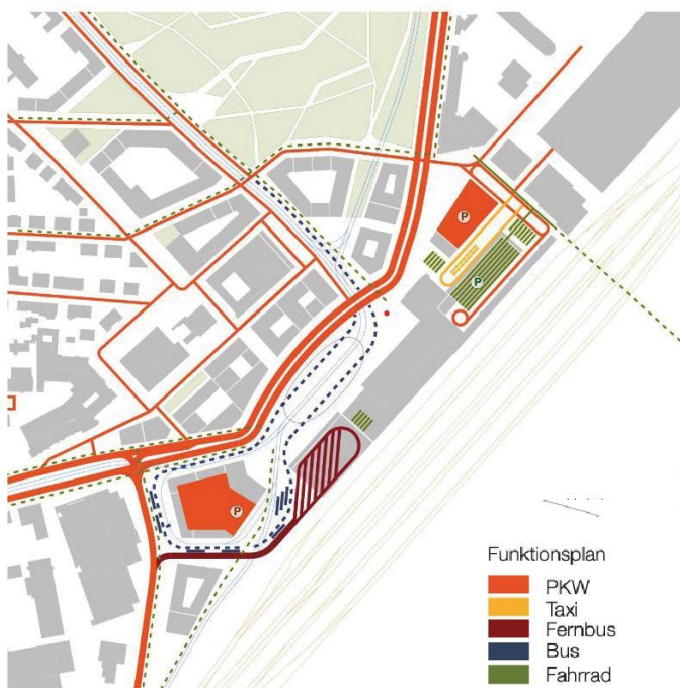 P
P
P
Funktionsplan
PKW
Taxi
Fernbus
Bus
Fahrrad